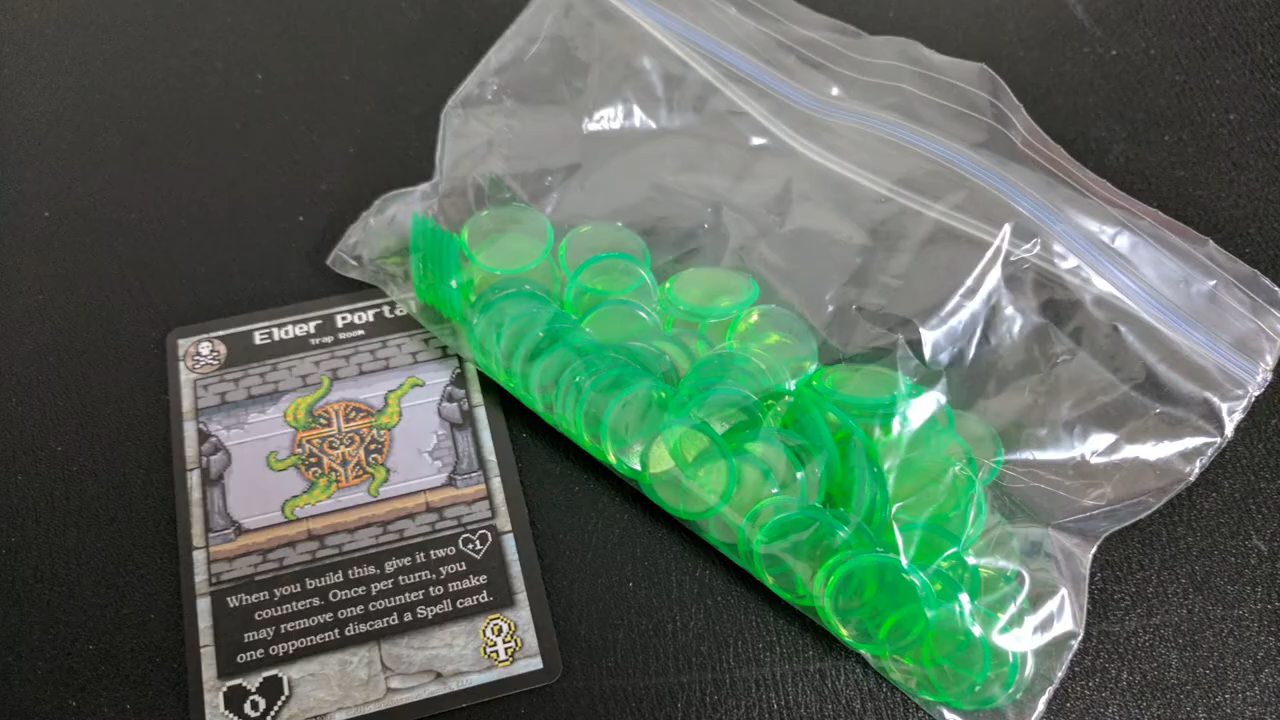 Elder Porta
Trap Room
When you build this, give it two +1
counters. Once per turn, you
may remove one counter to make
one opponent discard a Spell card.
0